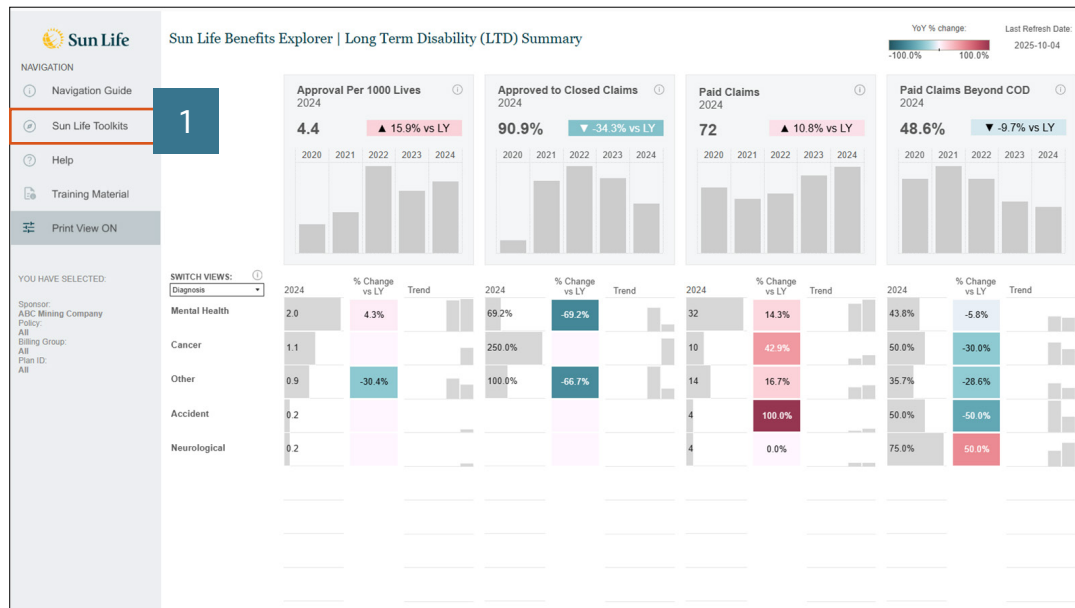 Sun Life
Sun Life Benefits Explorer | Long Term Disability (LTD) Summary
YoY % change:
-100.0% 100.0%
Last Refresh Date:
2025-10-04
NAVIGATION
Navigation Guide
Sun Life Toolkits
1
Help
Training Material
Print View ON
YOU HAVE SELECTED:
Sponsor:
ABC Mining Company
Policy:
All
Billing Group:
All
Plan ID:
All
Approval Per 1000 Lives
2024
4.4 ▲ 15.9% vs LY
2020 2021 2022 2023 2024
Approved to Closed Claims
2024
90.9% ▼ -34.3% vs LY
2020 2021 2022 2023 2024
Paid Claims
2024
72 ▲ 10.8% vs LY
2020 2021 2022 2023 2024
Paid Claims Beyond COD
2024
48.6% ▼ -9.7% vs LY
2020 2021 2022 2023 2024
SWITCH VIEWS:
Diagnosis
2024 % Change vs LY Trend 2024 % Change vs LY Trend 2024 % Change vs LY Trend 2024 % Change vs LY Trend
Mental Health 2.0 4.3% 69.2% -69.2% 32 14.3% 43.8% -5.8%
Cancer 1.1 250.0% 10 42.9% 50.0% -30.0%
Other 0.9 -30.4% 100.0% -66.7% 14 16.7% 35.7% -28.6%
Accident 0.2 4 100.0% 50.0% -50.0%
Neurological 0.2 4 0.0% 75.0% 50.0%